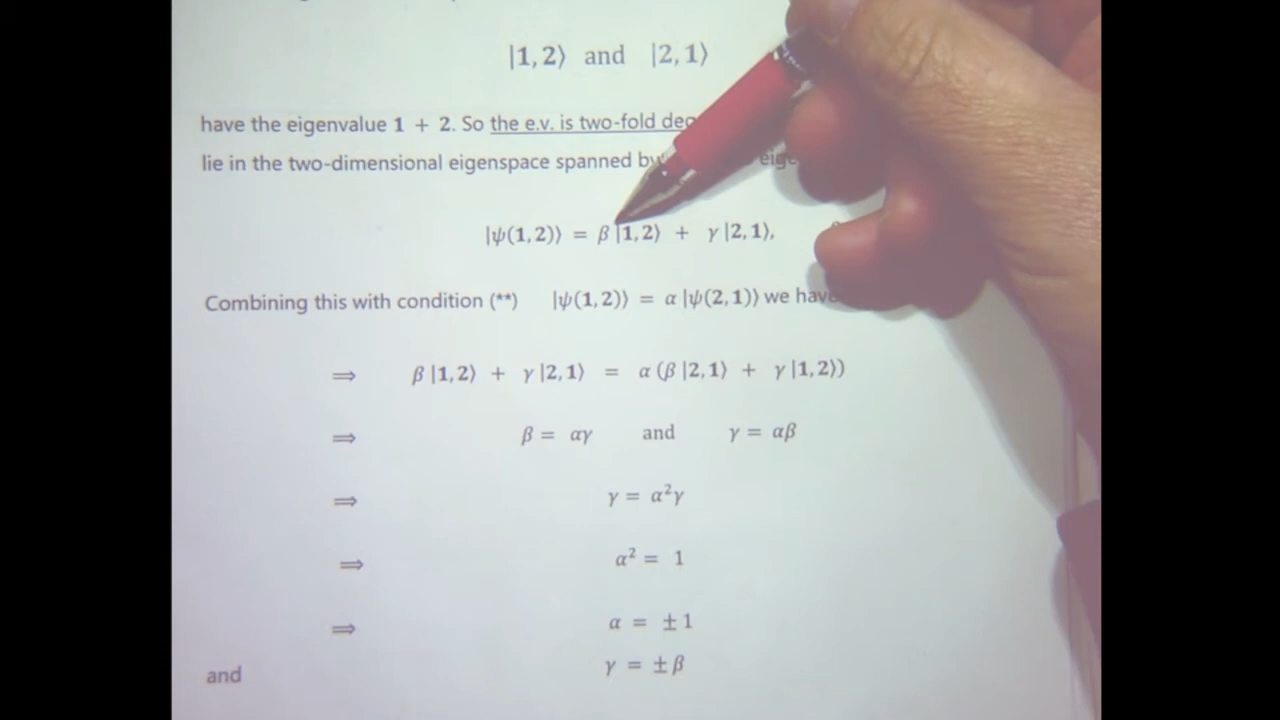 |1, 2⟩ and |2, 1⟩
have the eigenvalue 1 + 2. So the e.v. is two-fold
lie in the two-dimensional eigenspace spanned by
|ψ(1, 2)⟩ = β |1, 2⟩ + γ |2, 1⟩,
Combining this with condition (**) |ψ(1, 2)⟩ = α |ψ(2, 1)⟩ we have
⟹ β |1, 2⟩ + γ |2, 1⟩ = α (β |2, 1⟩ + γ |1, 2⟩)
⟹ β = αγ and γ = αβ
⟹ γ = α²γ
⟹ α² = 1
⟹ α = ±1
and γ = ±β